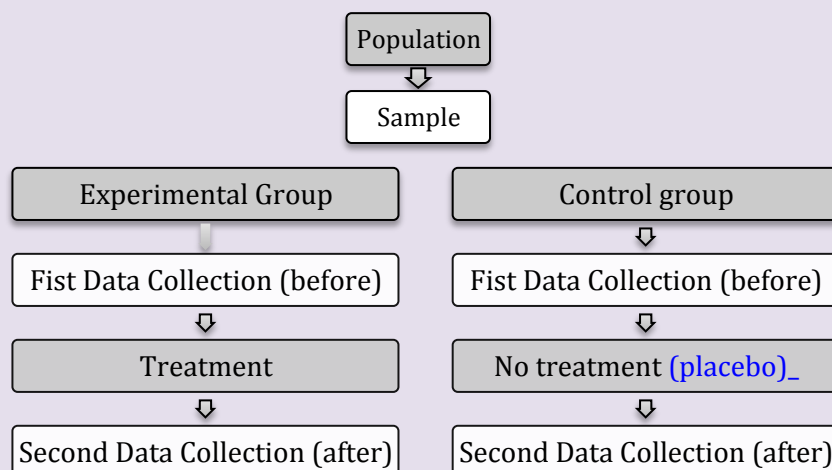 Population
Sample
Experimental Group
Control group
Fist Data Collection (before)
Fist Data Collection (before)
Treatment
No treatment (placebo)_
Second Data Collection (after)
Second Data Collection (after)